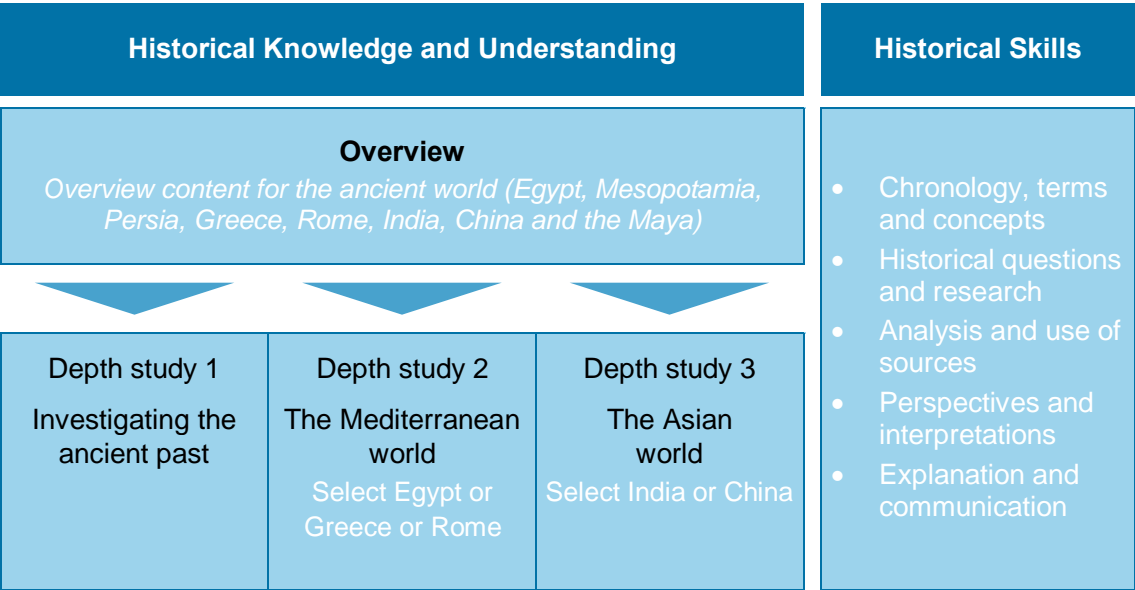 Historical Knowledge and Understanding
Historical Skills
Overview
Overview content for the ancient world (Egypt, Mesopotamia,
Persia, Greece, Rome, India, China and the Maya)
Depth study 1
Investigating the
ancient past
Depth study 2
The Mediterranean
world
Select Egypt or
Greece or Rome
Depth study 3
The Asian
world
Select India or China
• Chronology, terms
and concepts
• Historical questions
and research
• Analysis and use of
sources
• Perspectives and
interpretations
• Explanation and
communication